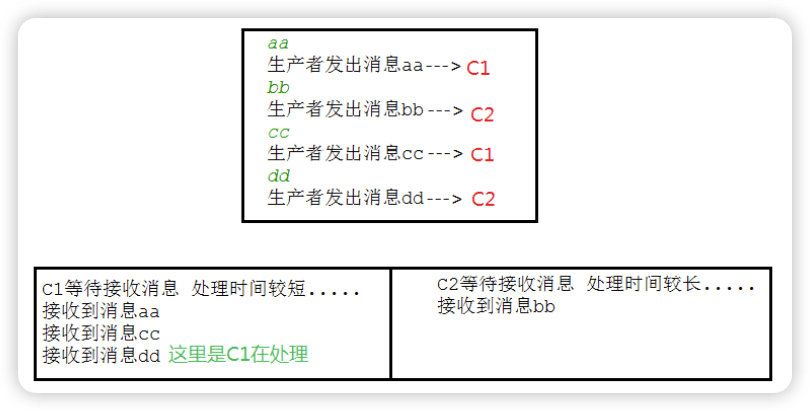 aa
生产者发出消息aa---> C1
bb
生产者发出消息bb---> C2
cc
生产者发出消息cc---> C1
dd
生产者发出消息dd---> C2
C1等待接收消息 处理时间较短.....
接收到消息aa
接收到消息cc
接收到消息dd 这里是C1在处理
C2等待接收消息 处理时间较长.....
接收到消息bb